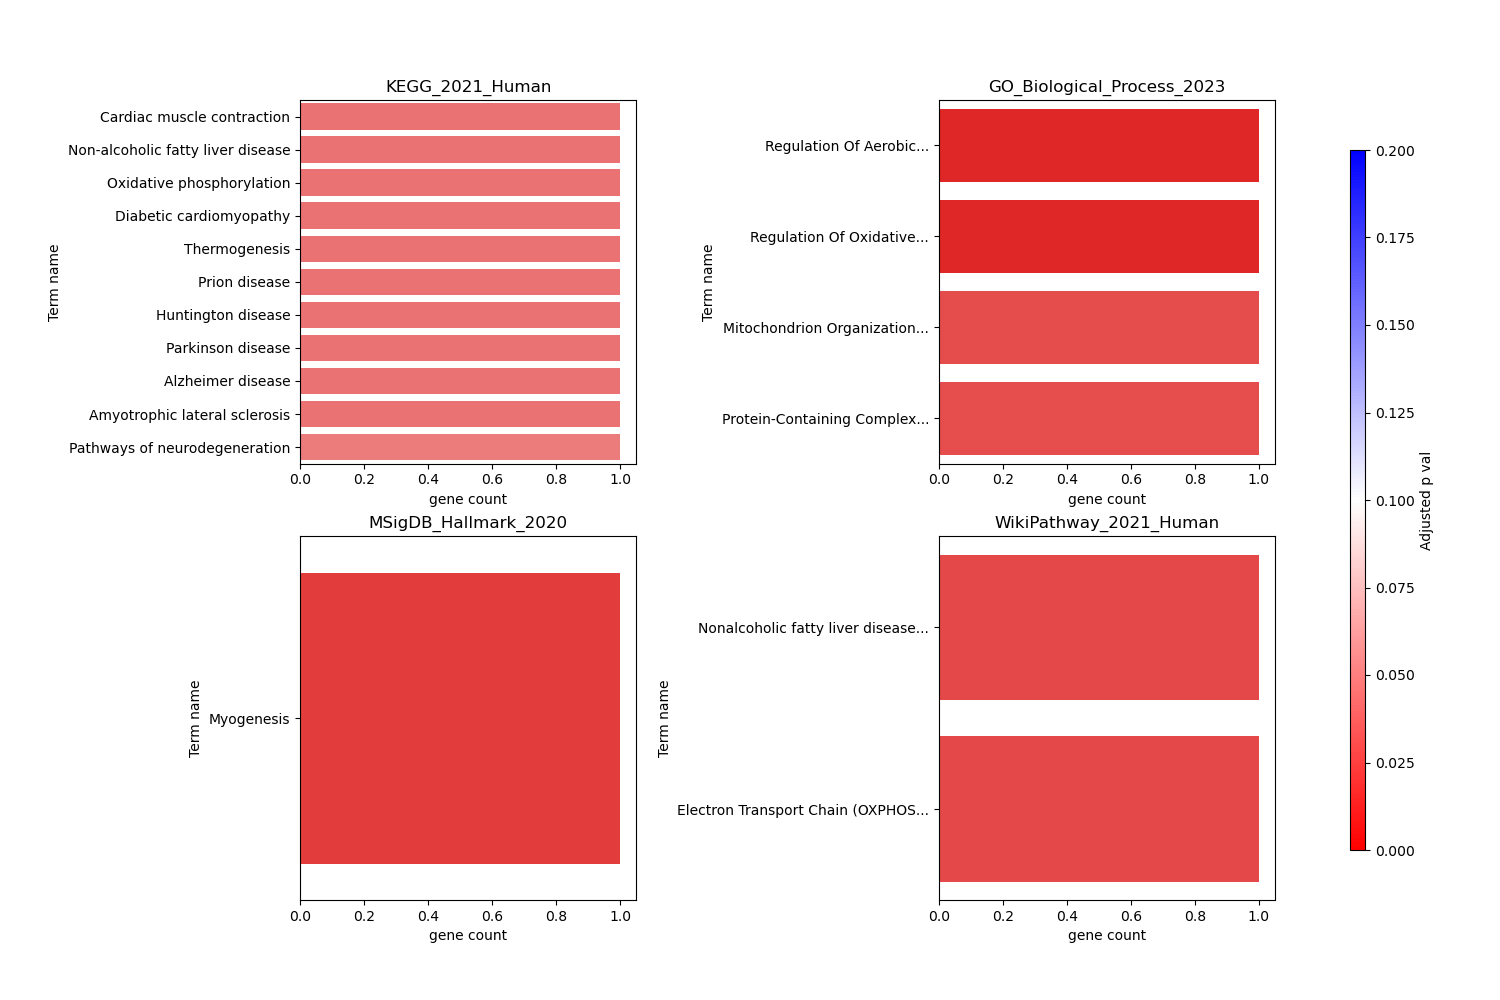 KEGG_2021_Human
Cardiac muscle contraction
Non-alcoholic fatty liver disease
Oxidative phosphorylation
Diabetic cardiomyopathy
Thermogenesis
Prion disease
Huntington disease
Parkinson disease
Alzheimer disease
Amyotrophic lateral sclerosis
Pathways of neurodegeneration
Term name
0.0 0.2 0.4 0.6 0.8 1.0
gene count
GO_Biological_Process_2023
Regulation Of Aerobic...
Regulation Of Oxidative...
Mitochondrion Organization...
Protein-Containing Complex...
Term name
0.0 0.2 0.4 0.6 0.8 1.0
gene count
MSigDB_Hallmark_2020
Myogenesis
Term name
0.0 0.2 0.4 0.6 0.8 1.0
gene count
WikiPathway_2021_Human
Nonalcoholic fatty liver disease...
Electron Transport Chain (OXPHOS...
Term name
0.0 0.2 0.4 0.6 0.8 1.0
gene count
0.200
0.175
0.150
0.125
0.100
0.075
0.050
0.025
0.000
Adjusted p val